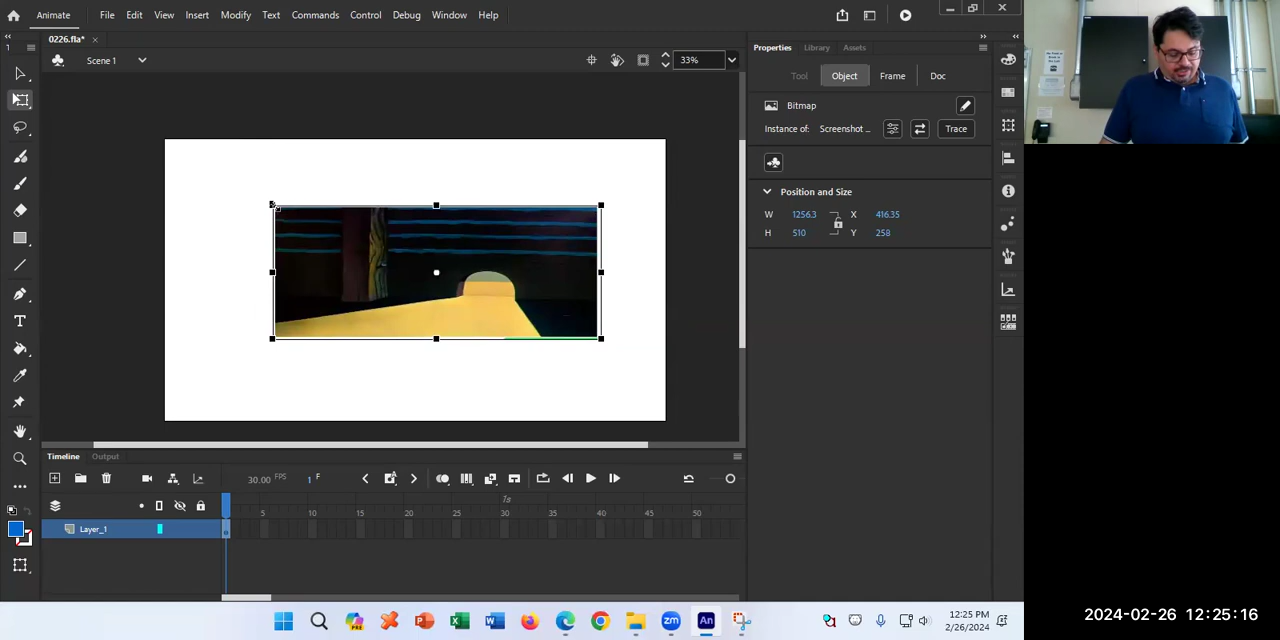 Animate File Edit View Insert Modify Text Commands Control Debug Window Help
0226.fla*
Scene 1
33%
Properties Library Assets
Tool Object Frame Doc
Bitmap
Instance of: Screenshot ... Trace
Position and Size
W 1256.3 X 416.35
H 510 Y 258
Timeline Output
30.00 FPS 1 F
1s
5 10 15 20 25 30 35 40 45 50
Layer_1
12:25 PM
2/26/2024
2024-02-26 12:25:16